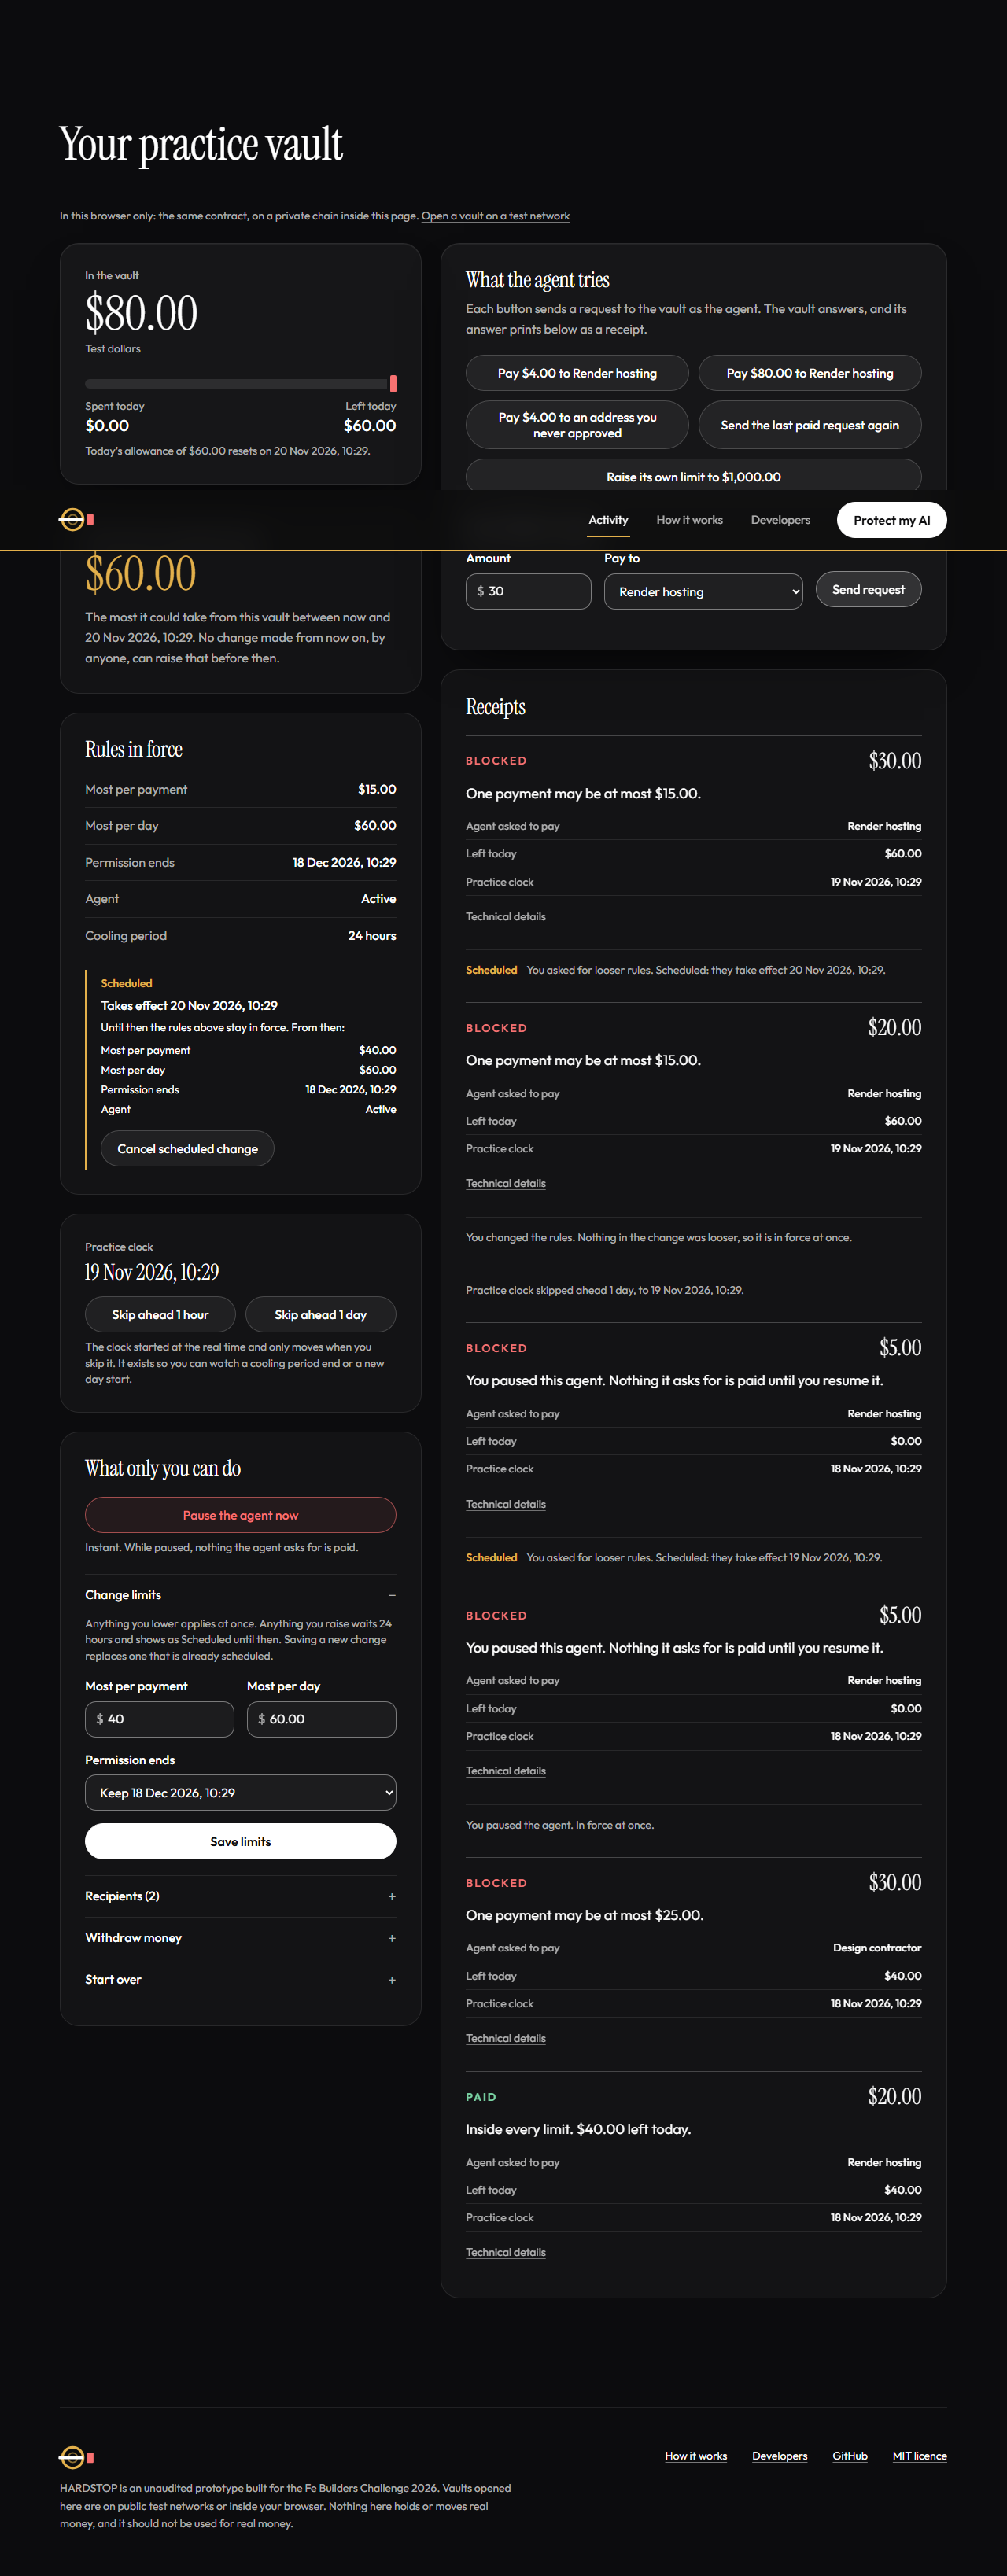 Your practice vault
In this browser only: the same contract, on a private chain inside this page. Open a vault on a test network
In the vault
$80.00
Test dollars
Spent today
Left today
$0.00
$60.00
Today's allowance of $60.00 resets on 20 Nov 2026, 10:29.
What the agent tries
Each button sends a request to the vault as the agent. The vault answers, and its
answer prints below as a receipt.
Pay $4.00 to Render hosting
Pay $80.00 to Render hosting
Pay $4.00 to an address you
never approved
Send the last paid request again
Raise its own limit to $1,000.00
Activity
How it works
Developers
Protect my AI
$60.00
The most it could take from this vault between now and
20 Nov 2026, 10:29. No change made from now on, by
anyone, can raise that before then.
Amount
Pay to
$ 30
Render hosting
Send request
Rules in force
Most per payment
$15.00
Most per day
$60.00
Permission ends
18 Dec 2026, 10:29
Agent
Active
Cooling period
24 hours
Scheduled
Takes effect 20 Nov 2026, 10:29
Until then the rules above stay in force. From then:
Most per payment
$40.00
Most per day
$60.00
Permission ends
18 Dec 2026, 10:29
Agent
Active
Cancel scheduled change
Practice clock
19 Nov 2026, 10:29
Skip ahead 1 hour
Skip ahead 1 day
The clock started at the real time and only moves when you
skip it. It exists so you can watch a cooling period end or a new
day start.
What only you can do
Pause the agent now
Instant. While paused, nothing the agent asks for is paid.
Change limits
−
Anything you lower applies at once. Anything you raise waits 24
hours and shows as Scheduled until then. Saving a new change
replaces one that is already scheduled.
Most per payment
Most per day
$ 40
$ 60.00
Permission ends
Keep 18 Dec 2026, 10:29
Save limits
Recipients (2)
+
Withdraw money
+
Start over
+
Receipts
BLOCKED
$30.00
One payment may be at most $15.00.
Agent asked to pay
Render hosting
Left today
$60.00
Practice clock
19 Nov 2026, 10:29
Technical details
Scheduled You asked for looser rules. Scheduled: they take effect 20 Nov 2026, 10:29.
BLOCKED
$20.00
One payment may be at most $15.00.
Agent asked to pay
Render hosting
Left today
$60.00
Practice clock
19 Nov 2026, 10:29
Technical details
You changed the rules. Nothing in the change was looser, so it is in force at once.
Practice clock skipped ahead 1 day, to 19 Nov 2026, 10:29.
BLOCKED
$5.00
You paused this agent. Nothing it asks for is paid until you resume it.
Agent asked to pay
Render hosting
Left today
$0.00
Practice clock
18 Nov 2026, 10:29
Technical details
Scheduled You asked for looser rules. Scheduled: they take effect 19 Nov 2026, 10:29.
BLOCKED
$5.00
You paused this agent. Nothing it asks for is paid until you resume it.
Agent asked to pay
Render hosting
Left today
$0.00
Practice clock
18 Nov 2026, 10:29
Technical details
You paused the agent. In force at once.
BLOCKED
$30.00
One payment may be at most $25.00.
Agent asked to pay
Design contractor
Left today
$40.00
Practice clock
18 Nov 2026, 10:29
Technical details
PAID
$20.00
Inside every limit. $40.00 left today.
Agent asked to pay
Render hosting
Left today
$40.00
Practice clock
18 Nov 2026, 10:29
Technical details
How it works
Developers
GitHub
MIT licence
HARDSTOP is an unaudited prototype built for the Fe Builders Challenge 2026. Vaults opened
here are on public test networks or inside your browser. Nothing here holds or moves real
money, and it should not be used for real money.